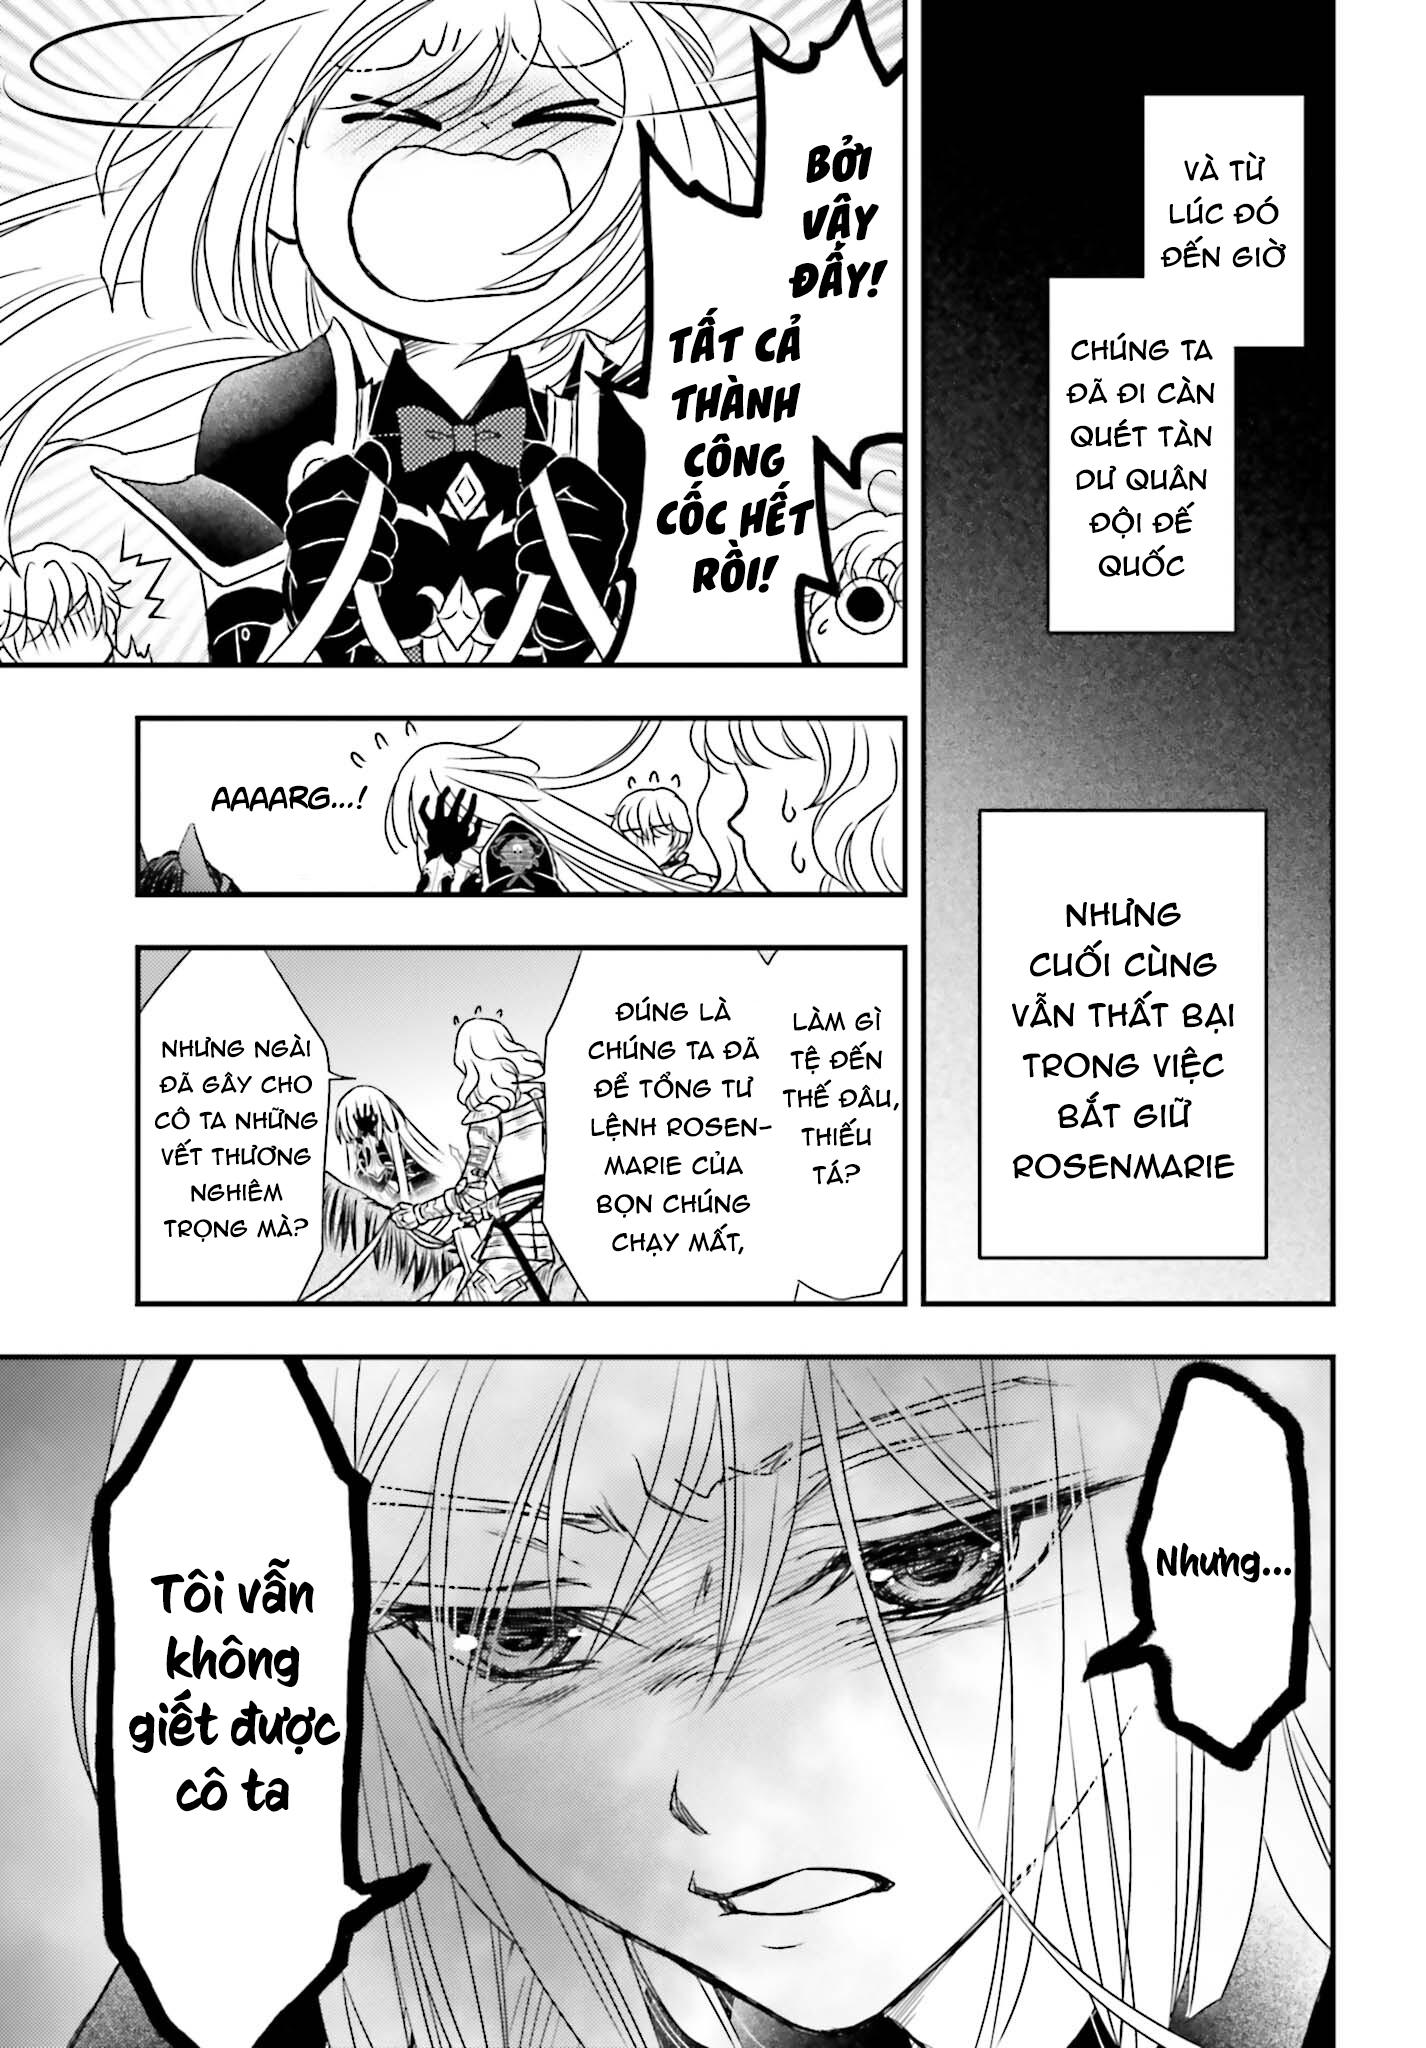 VÀ TỪ
LÚC ĐÓ
ĐẾN GIỜ
CHÚNG TA
ĐÃ ĐI CÀN
QUÉT TÀN
DƯ QUÂN
ĐỘI ĐẾ
QUỐC
NHƯNG
CUỐI CÙNG
VẪN THẤT BẠI
TRONG VIỆC
BẮT GIỮ
ROSENMARIE
BỞI
VẬY
ĐẤY!
TẤT CẢ
THÀNH
CÔNG
CỐC HẾT
RỒI!
AAAARG...!
LÀM GÌ
TỆ ĐẾN
THẾ ĐÂU,
THIẾU
TÁ?
ĐÚNG LÀ
CHÚNG TA ĐÃ
ĐỂ TỔNG TƯ
LỆNH ROSEN-
MARIE CỦA
BỌN CHÚNG
CHẠY MẤT,
NHƯNG NGÀI
ĐÃ GÂY CHO
CÔ TA NHỮNG
VẾT THƯƠNG
NGHIÊM
TRỌNG MÀ?
Nhưng...
Tôi vẫn
không
giết được
cô ta